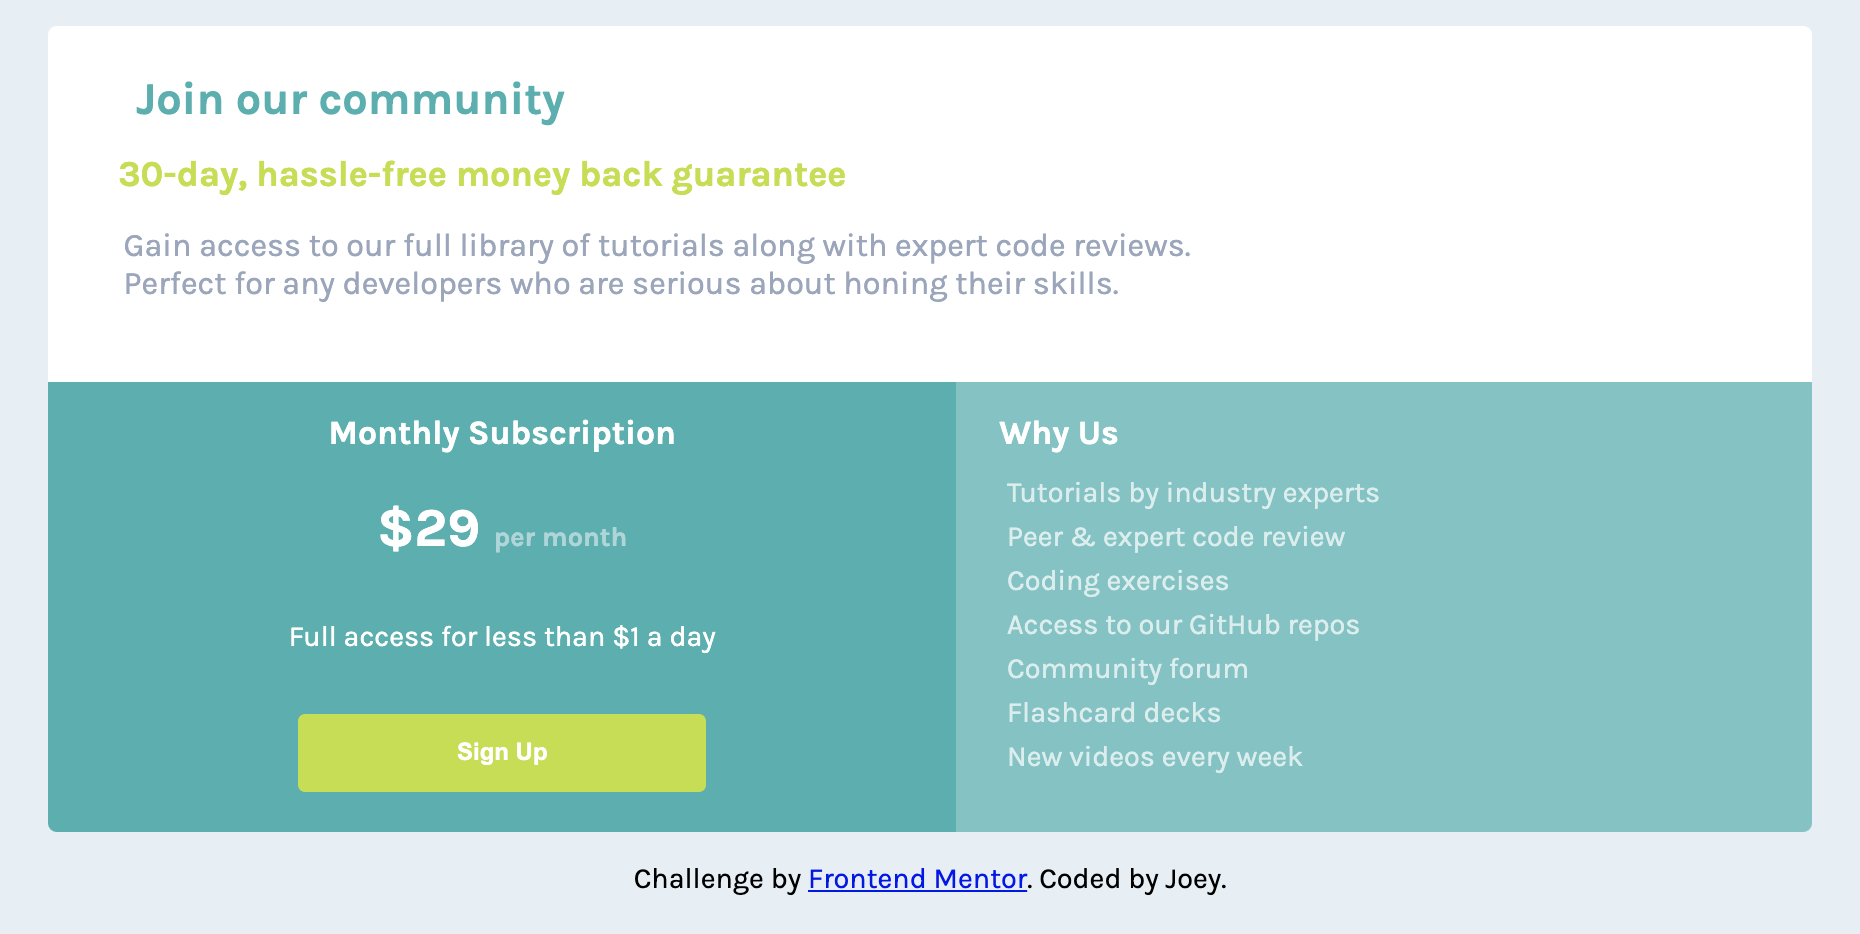 Join our community
30-day, hassle-free money back guarantee
Gain access to our full library of tutorials along with expert code reviews.
Perfect for any developers who are serious about honing their skills.
Monthly Subscription
$29 per month
Full access for less than $1 a day
Sign Up
Why Us
Tutorials by industry experts
Peer & expert code review
Coding exercises
Access to our GitHub repos
Community forum
Flashcard decks
New videos every week
Challenge by Frontend Mentor. Coded by Joey.